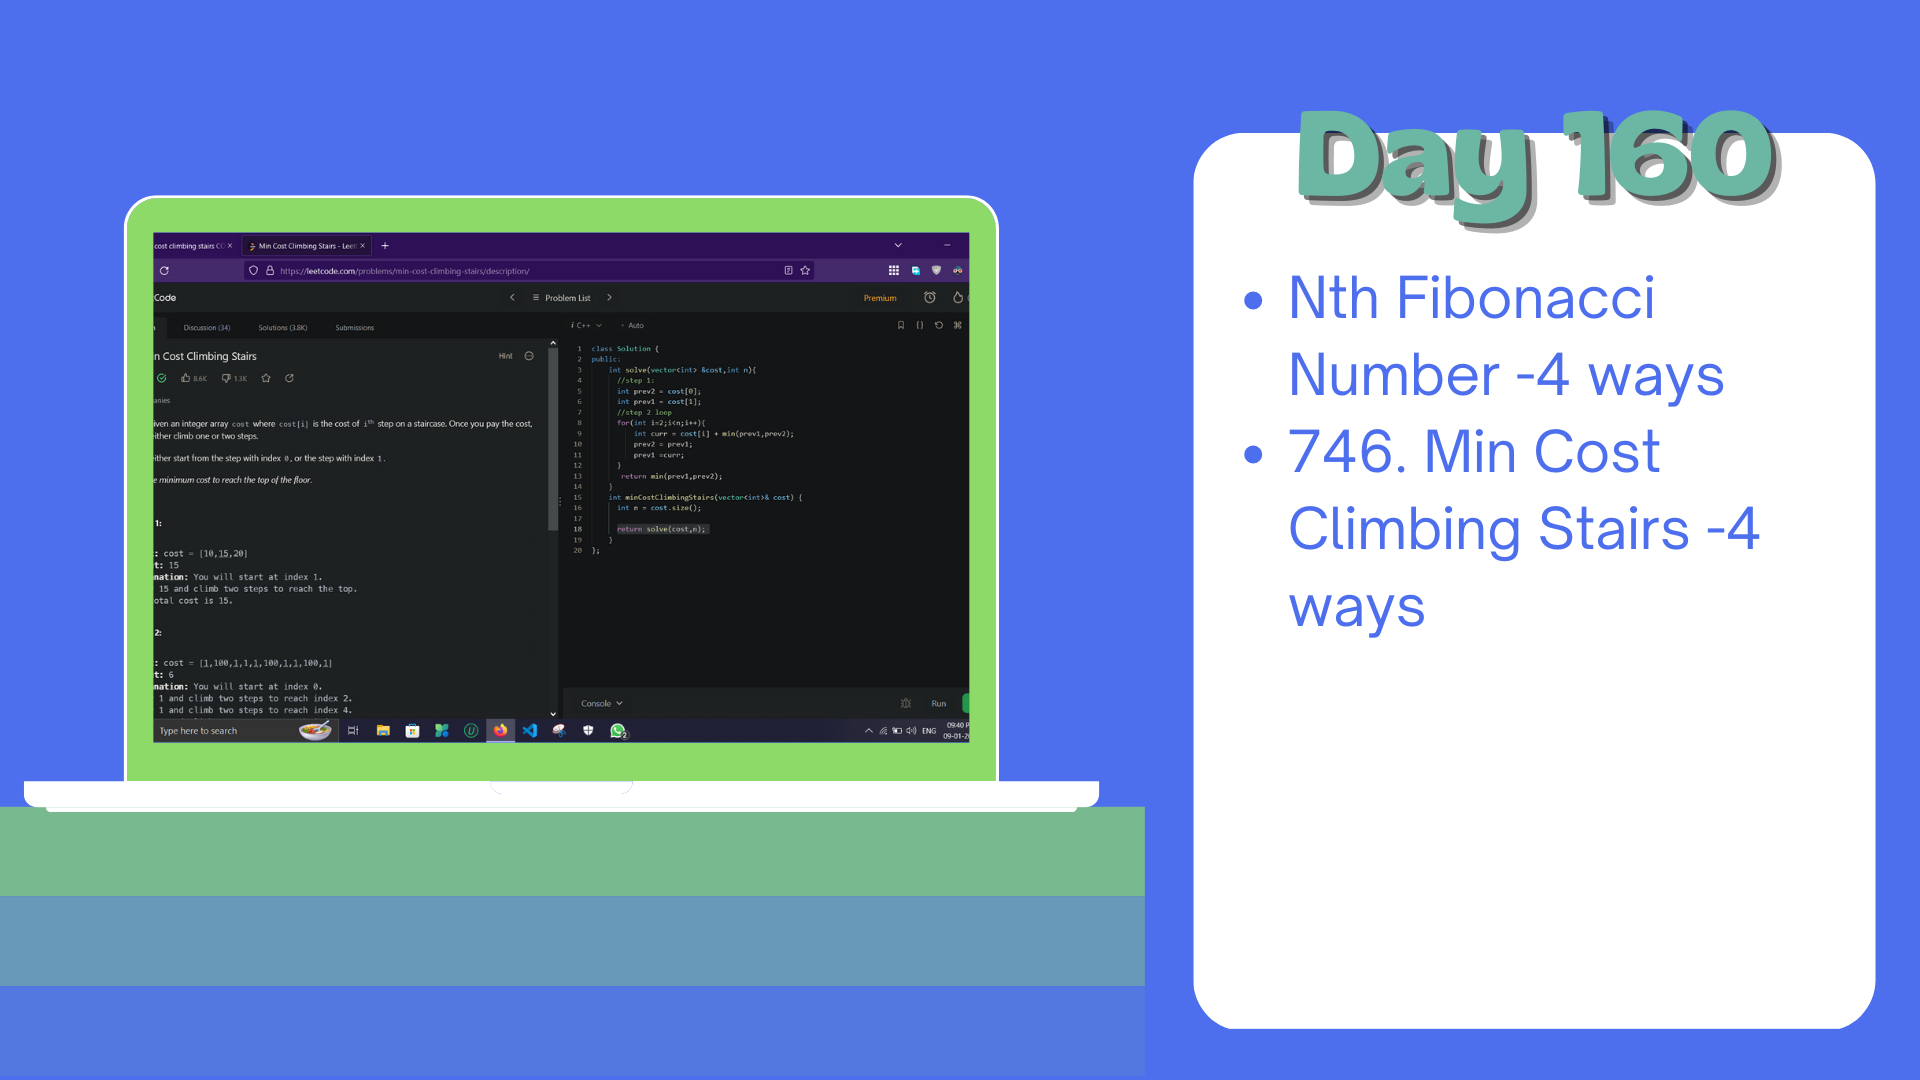 cost climbing stairs CO
Min Cost Climbing Stairs - Leet
https://leetcode.com/problems/min-cost-climbing-stairs/description/
Code
Problem List
Premium
Discussion (34)
Solutions (3.8K)
Submissions
n Cost Climbing Stairs
Hint
8.6K
1.3K
anies
iven an integer array cost where cost[i] is the cost of ith step on a staircase. Once you pay the cost,
either climb one or two steps.
either start from the step with index 0, or the step with index 1.
e minimum cost to reach the top of the floor.
1:
: cost = [10,15,20]
t: 15
nation: You will start at index 1.
15 and climb two steps to reach the top.
otal cost is 15.
2:
: cost = [1,100,1,1,1,100,1,1,100,1]
t: 6
nation: You will start at index 0.
1 and climb two steps to reach index 2.
1 and climb two steps to reach index 4.
i C++
Auto
1 class Solution {
2 public:
3 int solve(vector<int> &cost,int n){
4 //step 1:
5 int prev2 = cost[0];
6 int prev1 = cost[1];
7 //step 2 loop
8 for(int i=2;i<n;i++){
9 int curr = cost[i] + min(prev1,prev2);
10 prev2 = prev1;
11 prev1 =curr;
12 }
13 return min(prev1,prev2);
14 }
15 int minCostClimbingStairs(vector<int>& cost) {
16 int n = cost.size();
17
18 return solve(cost,n);
19 }
20 };
Console
Run
Type here to search
2
ENG
09:40 P
09-01-2
Day 160
• Nth Fibonacci
Number -4 ways
• 746. Min Cost
Climbing Stairs -4
ways